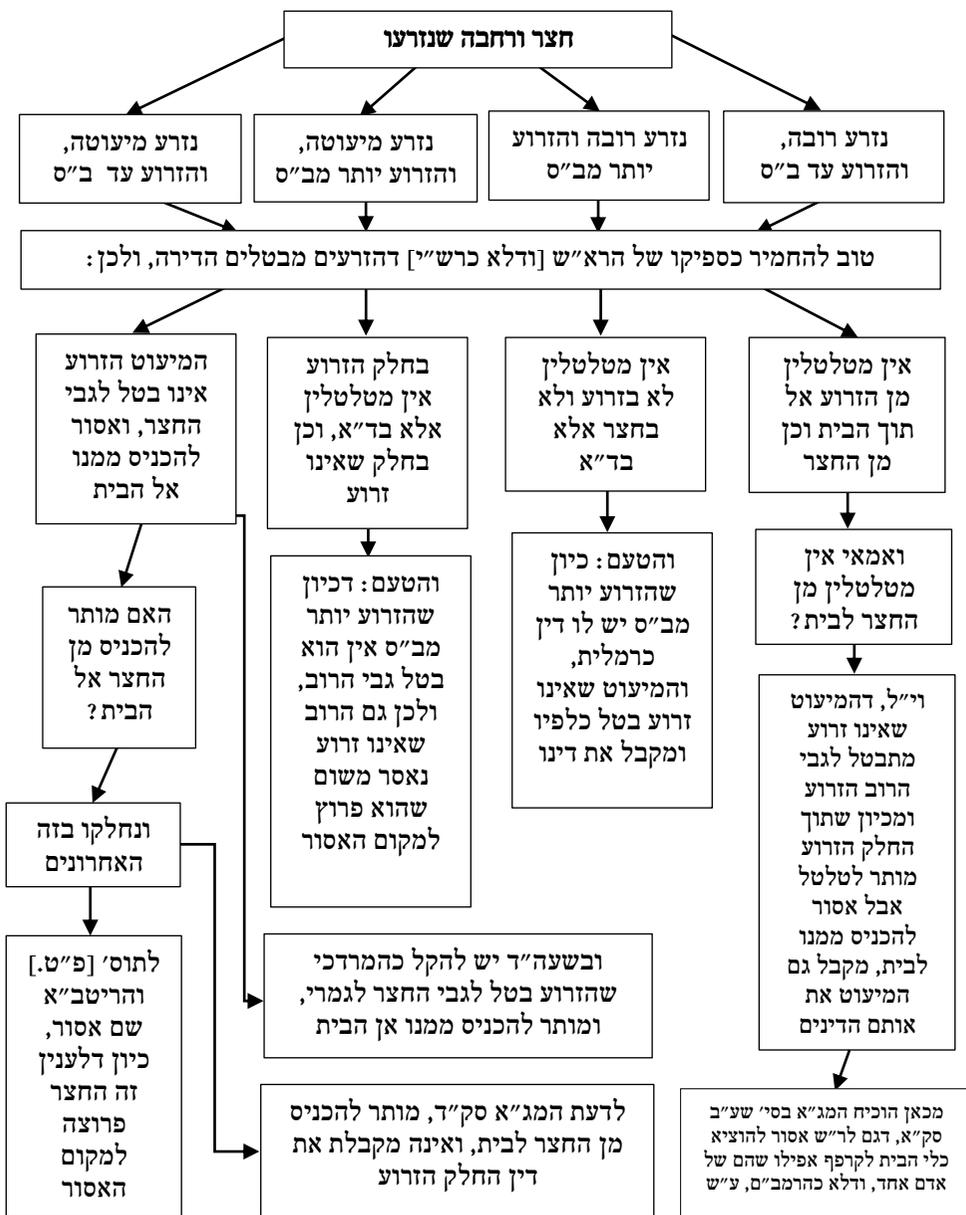 חצר ורחבה שנזרעו
נזרע רובה,
והזרוע עד ב״ס
נזרע רובה והזרוע
יותר מב״ס
נזרע מיעוטה,
והזרוע יותר מב״ס
נזרע מיעוטה,
והזרוע עד ב״ס
טוב להחמיר כספיקו של הרא״ש [ודלא כרש״י] דהזרעים מבטלים הדירה, ולכן:
אין מטלטלין
מן הזרוע אל
תוך הבית וכן
מן החצר
ואמאי אין
מטלטלין מן
החצר לבית?
וי״ל, דהמיעוט
שאינו זרוע
מתבטל לגבי
הרוב הזרוע
ומכיון שתוך
החלק הזרוע
מותר לטלטל
אבל אסור
להכניס ממנו
לבית, מקבל גם
המיעוט את
אותם הדינים
מכאן הוכיח המג״א בסי׳ שע״ב
סק״א, דגם לר״ש אסור להוציא
כלי הבית לקרפף אפילו שהם של
אדם אחד, ודלא כהרמב״ם, ע״ש
אין מטלטלין
לא בזרוע ולא
בחצר אלא
בד״א
והטעם: כיון
שהזרוע יותר
מב״ס יש לו דין
כרמלית,
והמיעוט שאינו
זרוע בטל כלפיו
ומקבל את דינו
בחלק הזרוע
אין מטלטלין
אלא בד״א, וכן
בחלק שאינו
זרוע
והטעם: דכיון
שהזרוע יותר
מב״ס אין הוא
בטל גבי הרוב,
ולכן גם הרוב
שאינו זרוע
נאסר משום
שהוא פרוץ
למקום האסור
המיעוט הזרוע
אינו בטל לגבי
החצר, ואסור
להכניס ממנו
אל הבית
האם מותר
להכניס מן
החצר אל
הבית?
ונחלקו בזה
האחרונים
לתוס׳ [פ״ט.]
והריטב״א
שם אסור,
כיון דלענין
זה החצר
פרוצה
למקום
האסור
ובשעה״ד יש להקל כהמרדכי
שהזרוע בטל לגבי החצר לגמרי,
ומותר להכניס ממנו אן הבית
לדעת המג״א סק״ד, מותר להכניס
מן החצר לבית, ואינה מקבלת את
דין החלק הזרוע